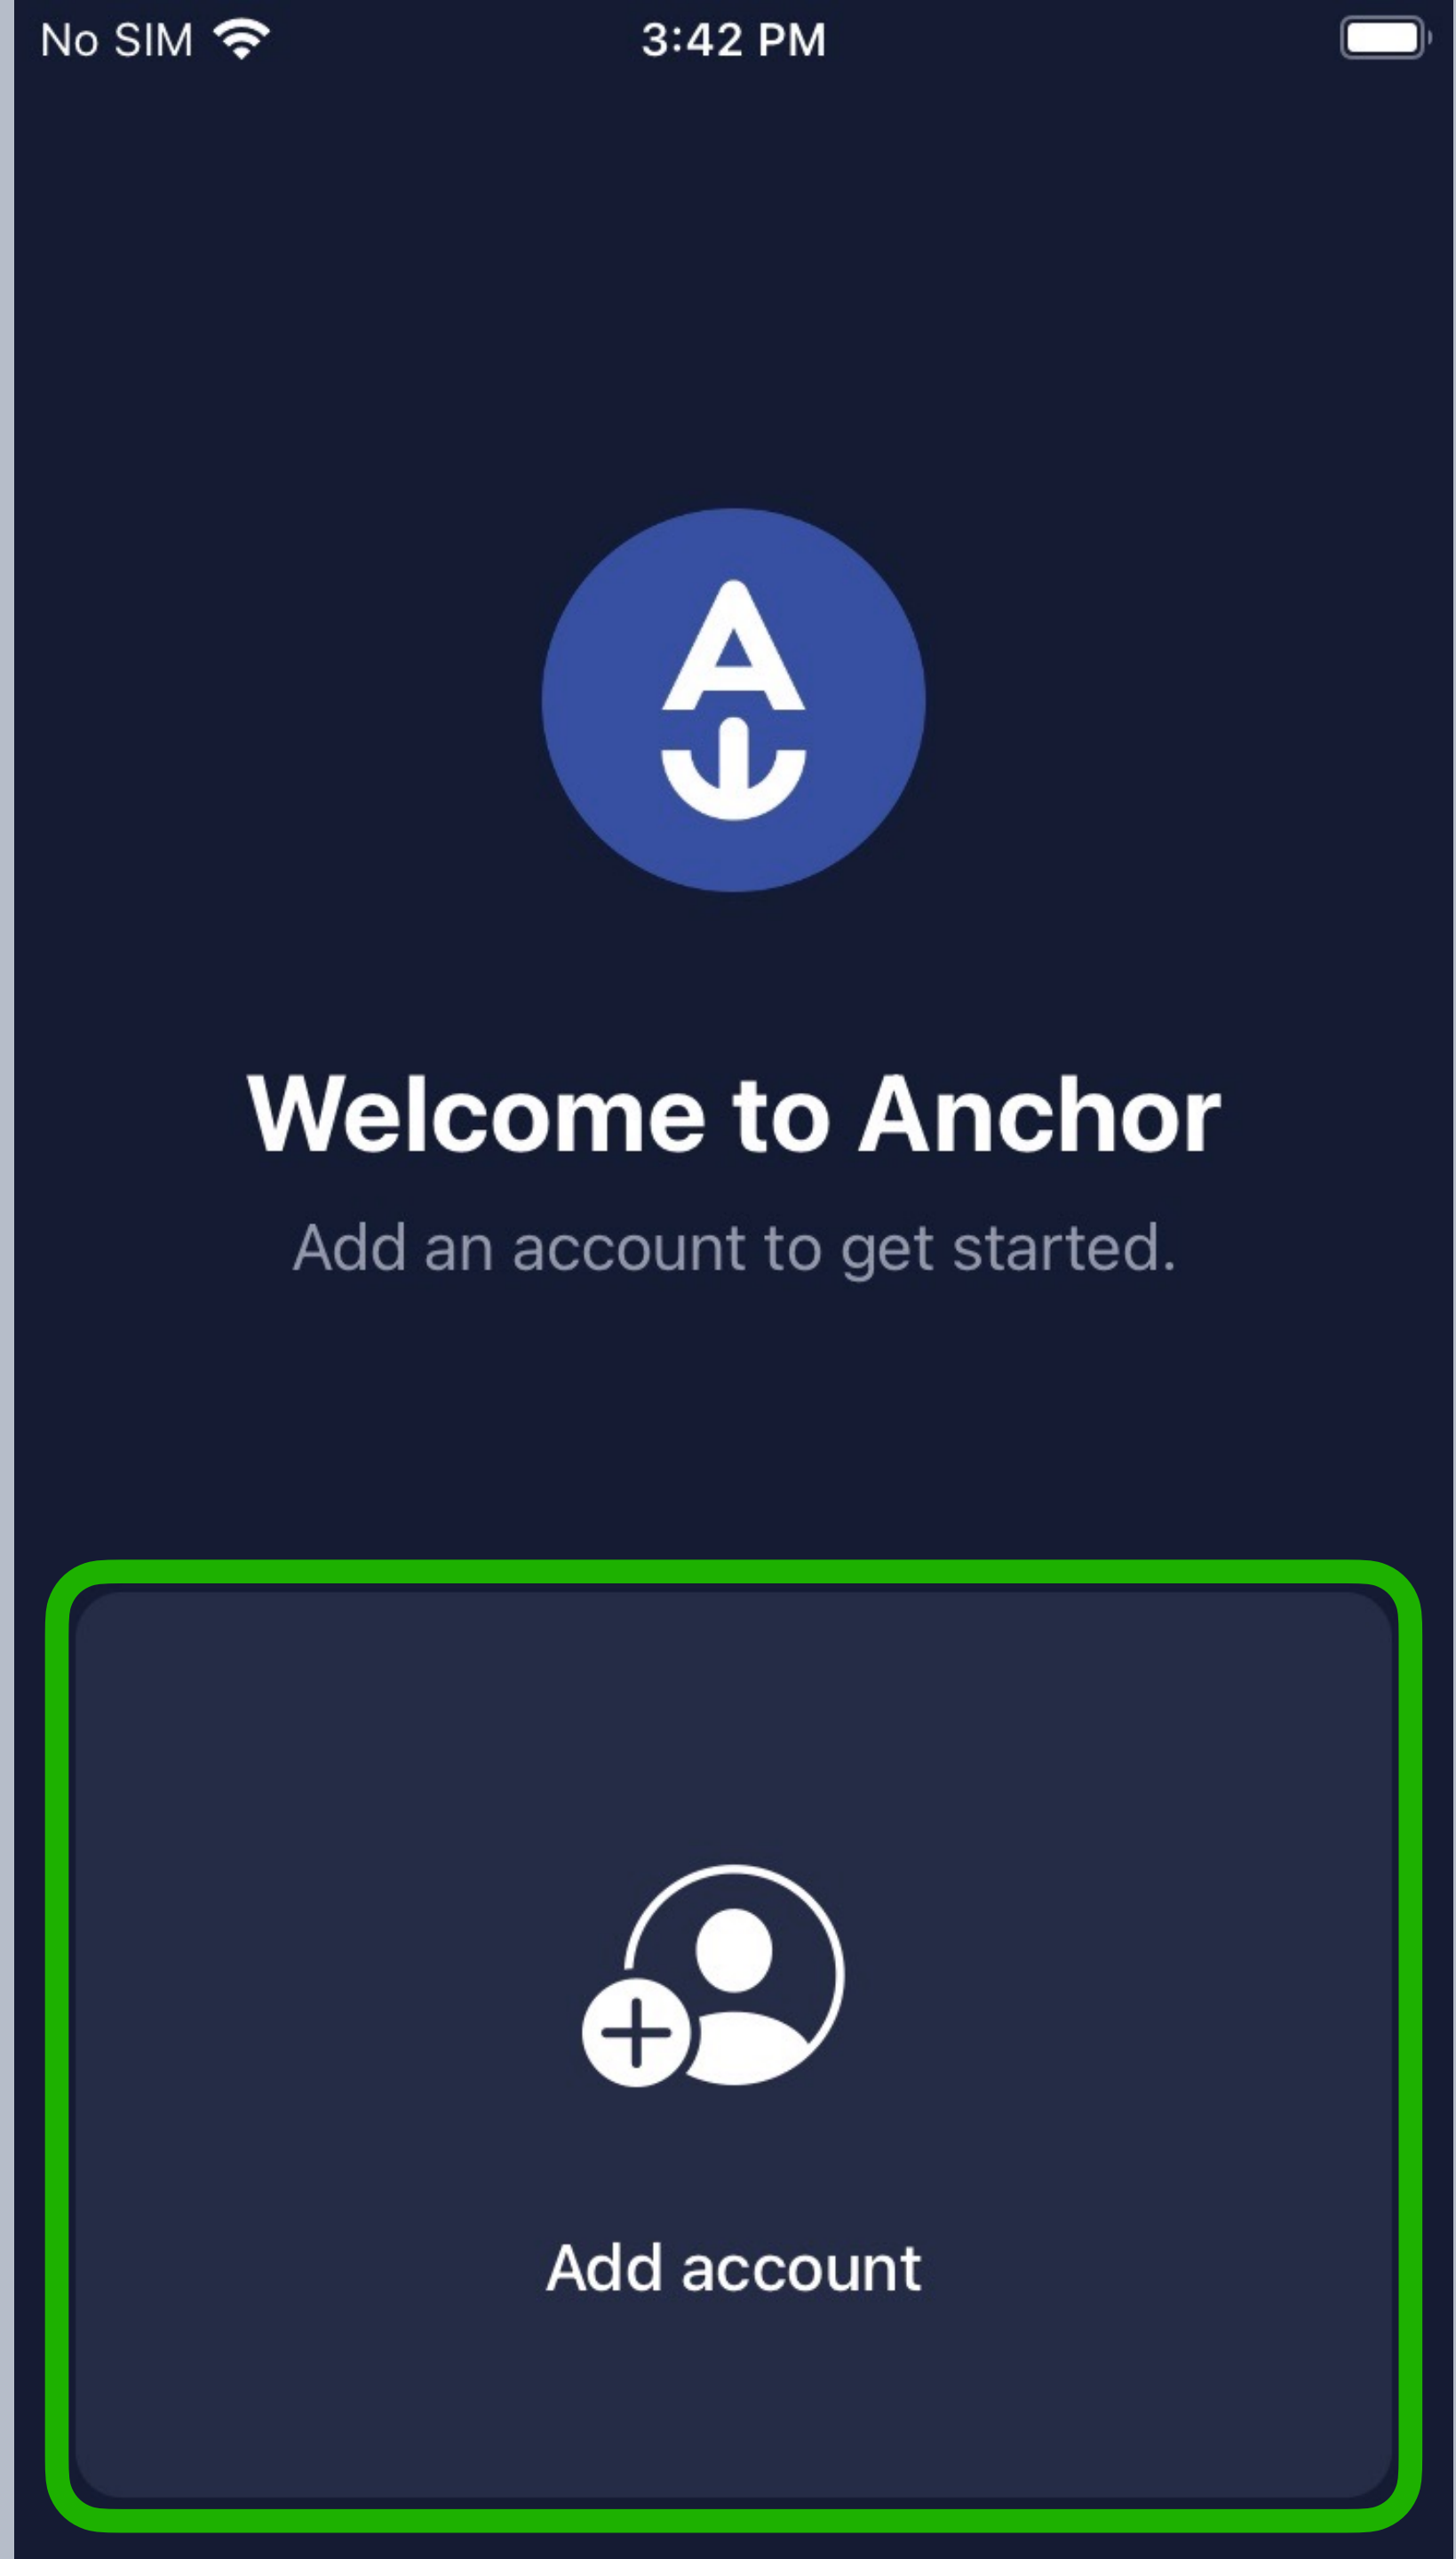 No SIM 3:42 PM
Welcome to Anchor
Add an account to get started.
Add account